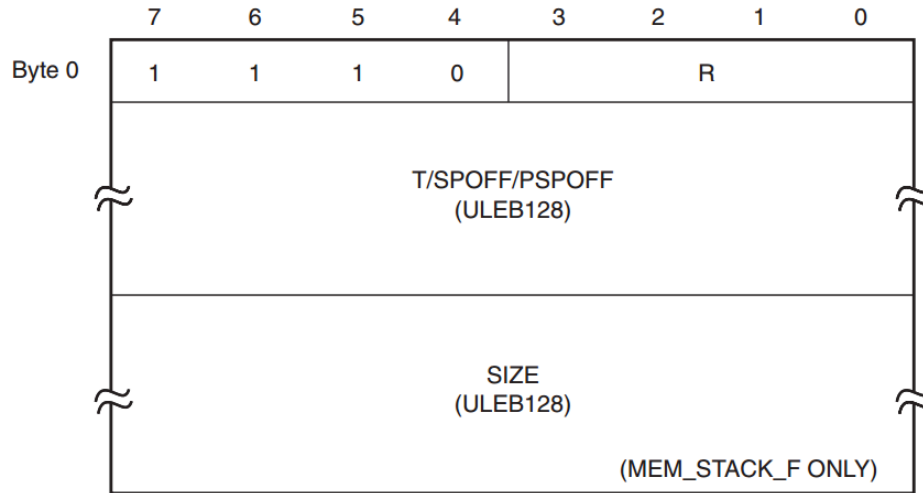 7 6 5 4 3 2 1 0
Byte 0 1 1 1 0 R
T/SPOFF/PSPOFF
(ULEB128)
SIZE
(ULEB128)
(MEM_STACK_F ONLY)